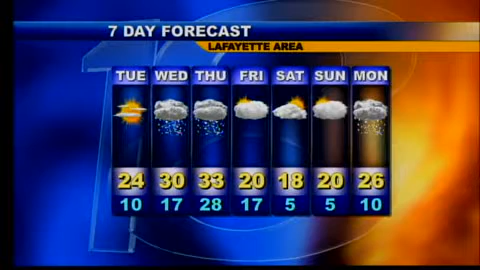 7 DAY FORECAST
LAFAYETTE AREA
TUE WED THU FRI SAT SUN MON
24 30 33 20 18 20 26
10 17 28 17 5 5 10